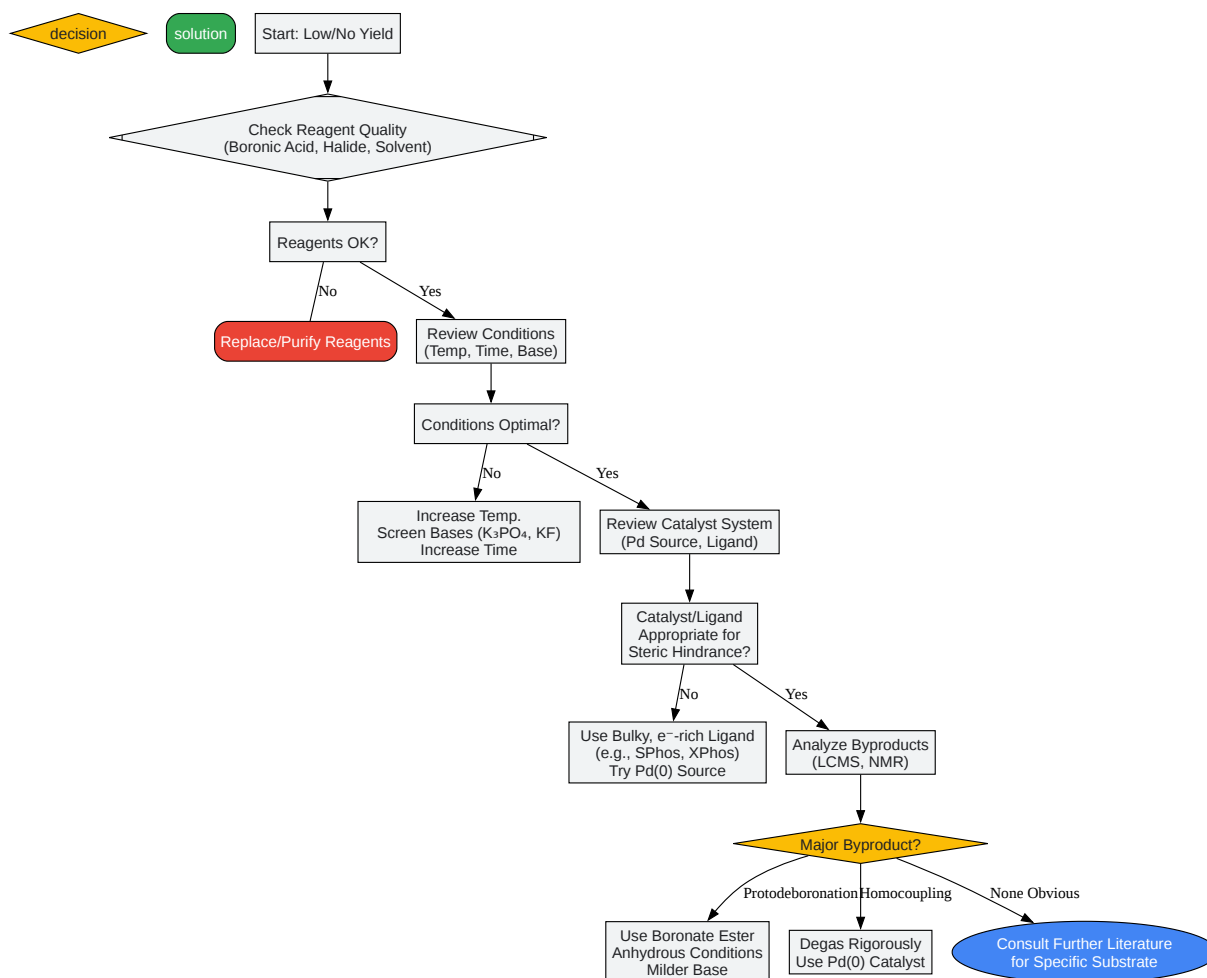 decision
solution
Start: Low/No Yield
Check Reagent Quality
(Boronic Acid, Halide, Solvent)
Reagents OK?
No
Yes
Replace/Purify Reagents
Review Conditions
(Temp, Time, Base)
Conditions Optimal?
No
Yes
Increase Temp.
Screen Bases (K₃PO₄, KF)
Increase Time
Review Catalyst System
(Pd Source, Ligand)
Catalyst/Ligand
Appropriate for
Steric Hindrance?
No
Yes
Use Bulky, e⁻-rich Ligand
(e.g., SPhos, XPhos)
Try Pd(0) Source
Analyze Byproducts
(LCMS, NMR)
Major Byproduct?
Protodeboronation
Homocoupling
None Obvious
Use Boronate Ester
Anhydrous Conditions
Milder Base
Degas Rigorously
Use Pd(0) Catalyst
Consult Further Literature
for Specific Substrate